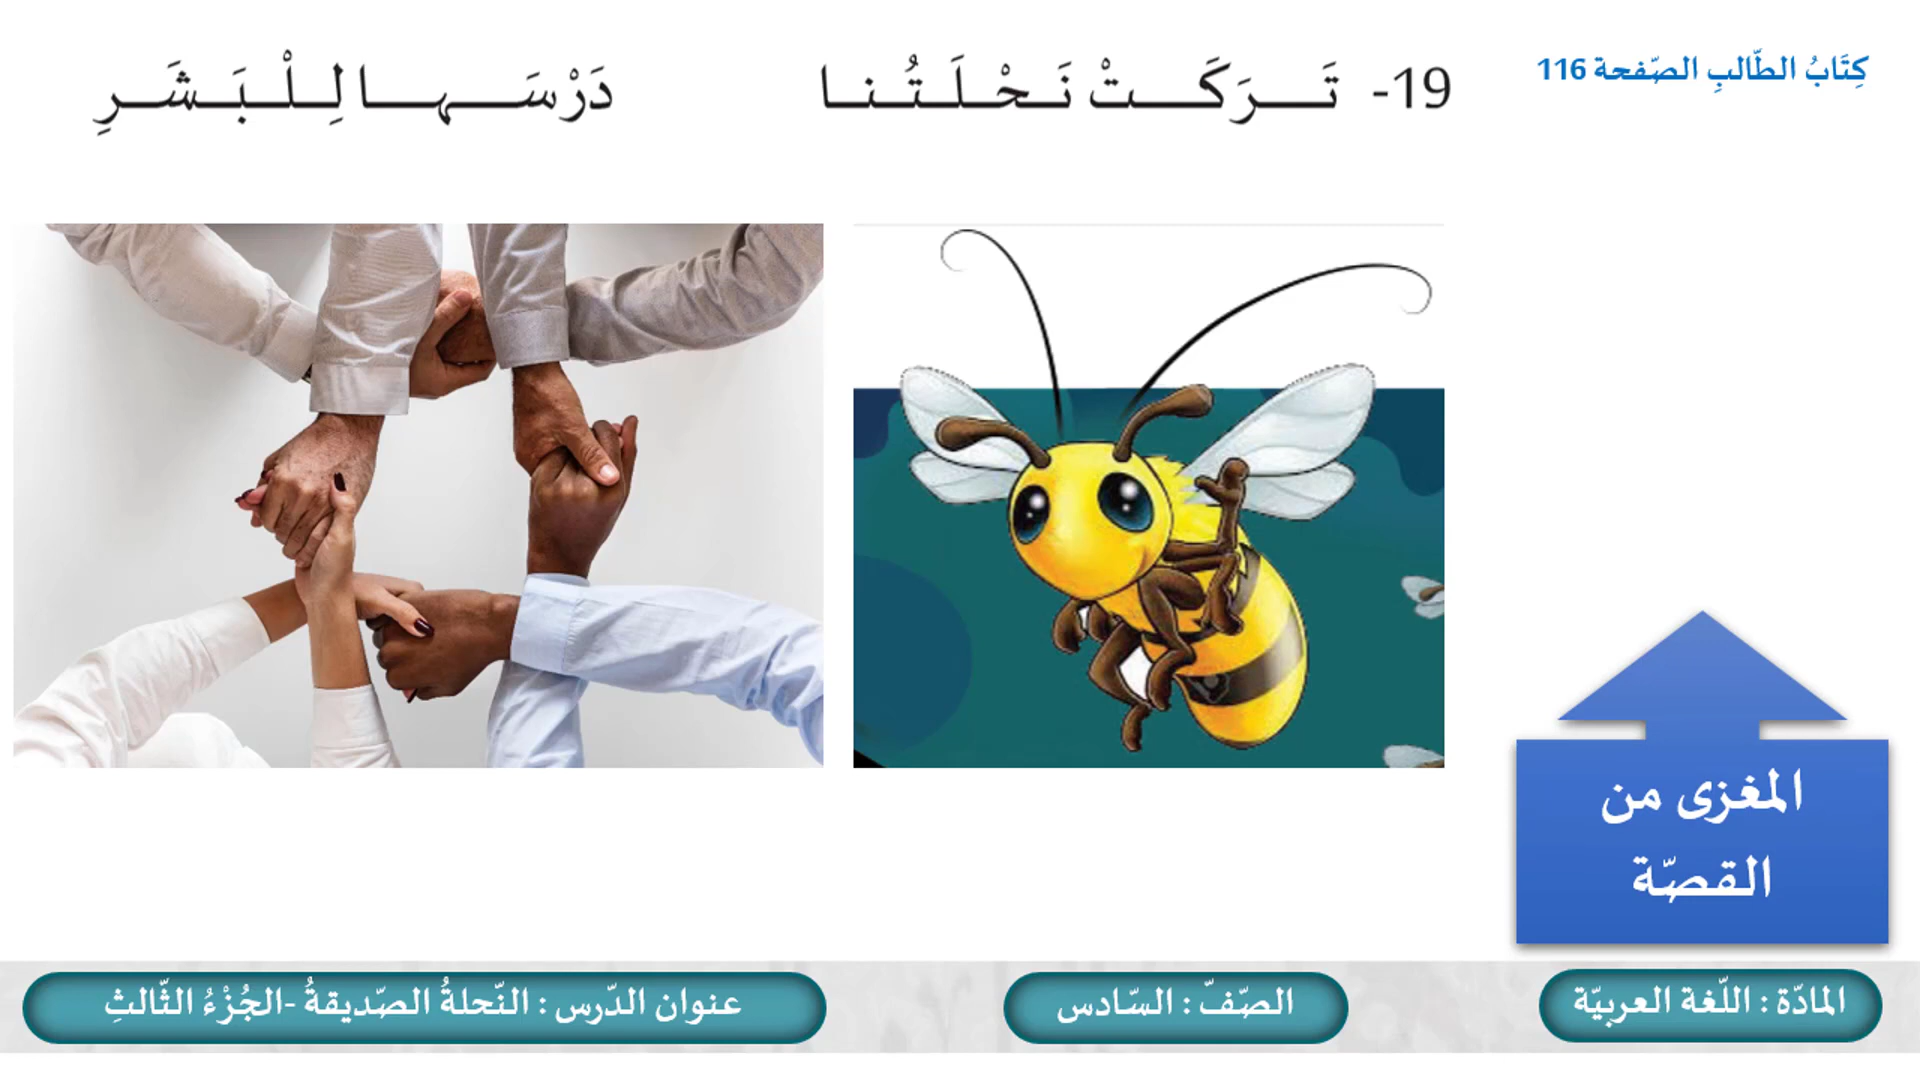 كِتَابُ الطّالبِ الصّفحة 116
19- تَـــرَكَـــتْ نَـحْـلَـتُـنـا دَرْسَـــهـــا لِـلْـبَـشَـرِ
المغزى من
القصّة
المادّة : اللّغة العربيّة
الصّفّ : السّادس
عنوان الدّرس : النّحلةُ الصّديقةُ -الجُزْءُ الثّالثِ